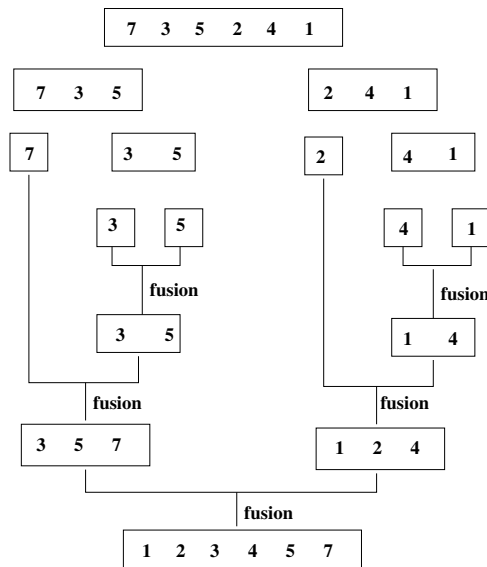 7 3 5 2 4 1
7 3 5
2 4 1
7
3 5
2
4 1
3
5
4
1
fusion
fusion
3 5
1 4
fusion
fusion
3 5 7
1 2 4
fusion
1 2 3 4 5 7